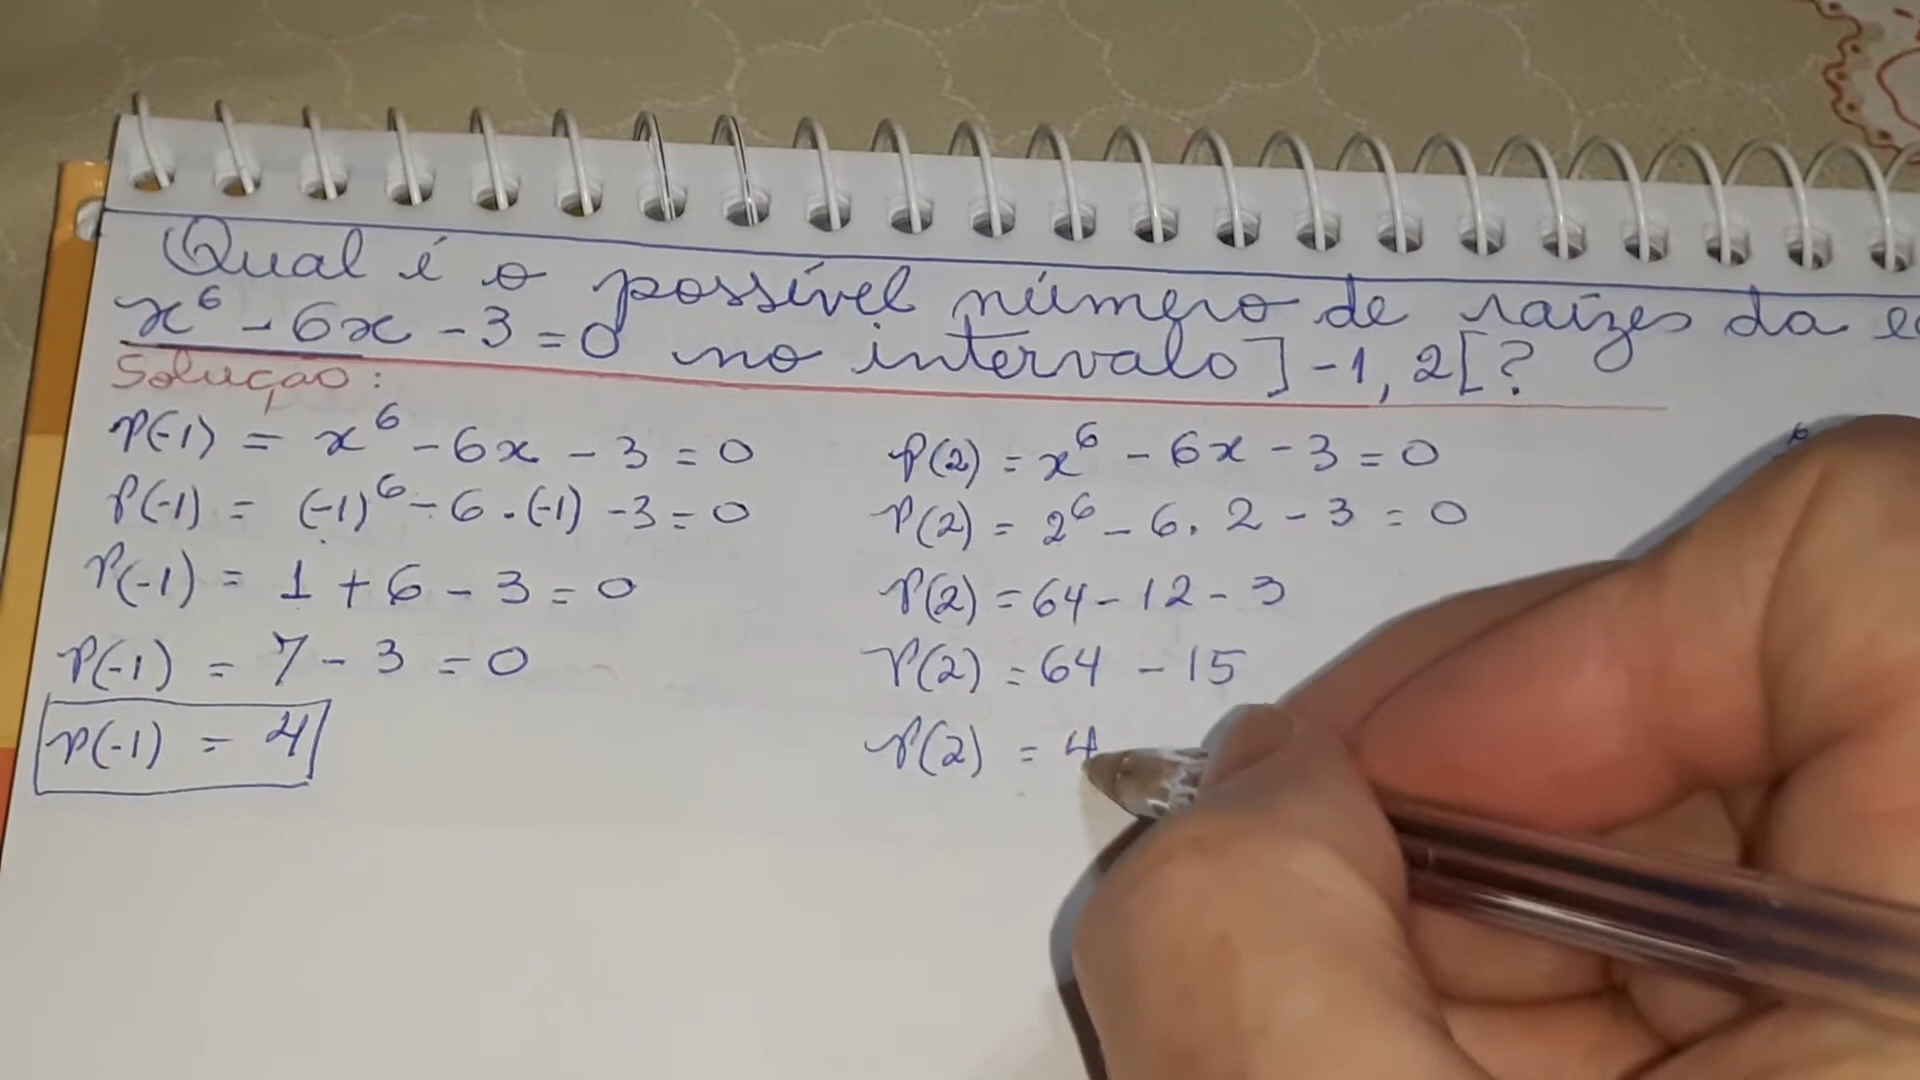 Qual é o possível número de raízes da e
x⁶ - 6x - 3 = 0 no intervalo ]-1, 2[ ?
Solução:
P(-1) = x⁶ - 6x - 3 = 0
P(-1) = (-1)⁶ - 6 . (-1) - 3 = 0
P(-1) = 1 + 6 - 3 = 0
P(-1) = 7 - 3 = 0
P(-1) = 4
P(2) = x⁶ - 6x - 3 = 0
P(2) = 2⁶ - 6 . 2 - 3 = 0
P(2) = 64 - 12 - 3
P(2) = 64 - 15
P(2) = 4